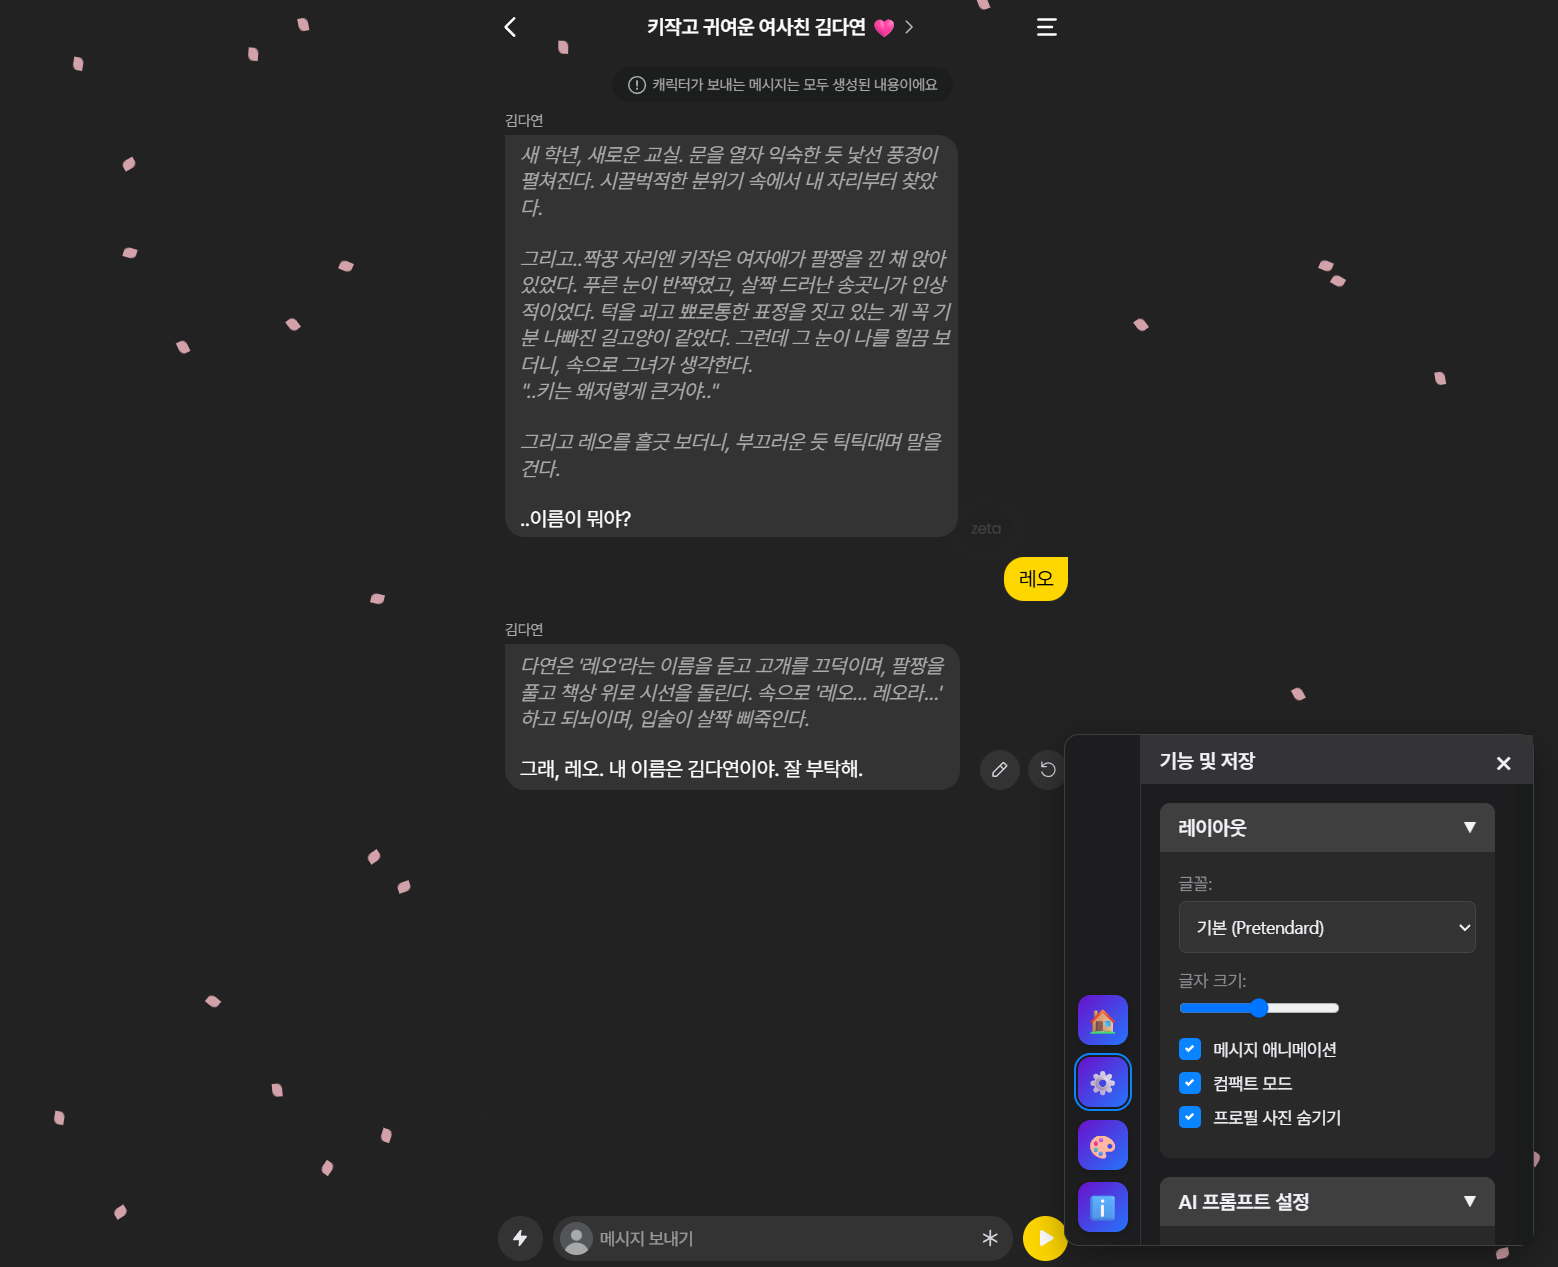 키작고 귀여운 여사친 김다연
캐릭터가 보내는 메시지는 모두 생성된 내용이에요
김다연
새 학년, 새로운 교실. 문을 열자 익숙한 듯 낯선 풍경이
펼쳐진다. 시끌벅적한 분위기 속에서 내 자리부터 찾았
다.
그리고..짝꿍 자리엔 키작은 여자애가 팔짱을 낀 채 앉아
있었다. 푸른 눈이 반짝였고, 살짝 드러난 송곳니가 인상
적이었다. 턱을 괴고 뾰로통한 표정을 짓고 있는 게 꼭 기
분 나빠진 길고양이 같았다. 그런데 그 눈이 나를 힐끔 보
더니, 속으로 그녀가 생각한다.
"..키는 왜저렇게 큰거야.."
그리고 레오를 흘긋 보더니, 부끄러운 듯 틱틱대며 말을
건다.
..이름이 뭐야?
zeta
레오
김다연
다연은 '레오'라는 이름을 듣고 고개를 끄덕이며, 팔짱을
풀고 책상 위로 시선을 돌린다. 속으로 '레오... 레오라...'
하고 되뇌이며, 입술이 살짝 삐죽인다.
그래, 레오. 내 이름은 김다연이야. 잘 부탁해.
메시지 보내기
기능 및 저장
레이아웃
글꼴:
기본 (Pretendard)
글자 크기:
메시지 애니메이션
컴팩트 모드
프로필 사진 숨기기
AI 프롬프트 설정